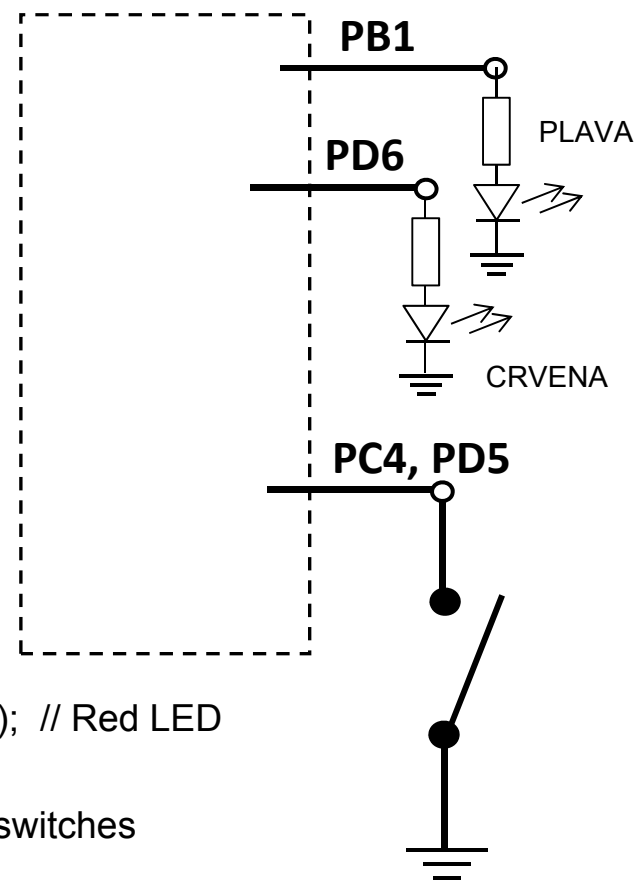 PB1
PLAVA
PD6
CRVENA
PC4, PD5
); // Red LED
switches